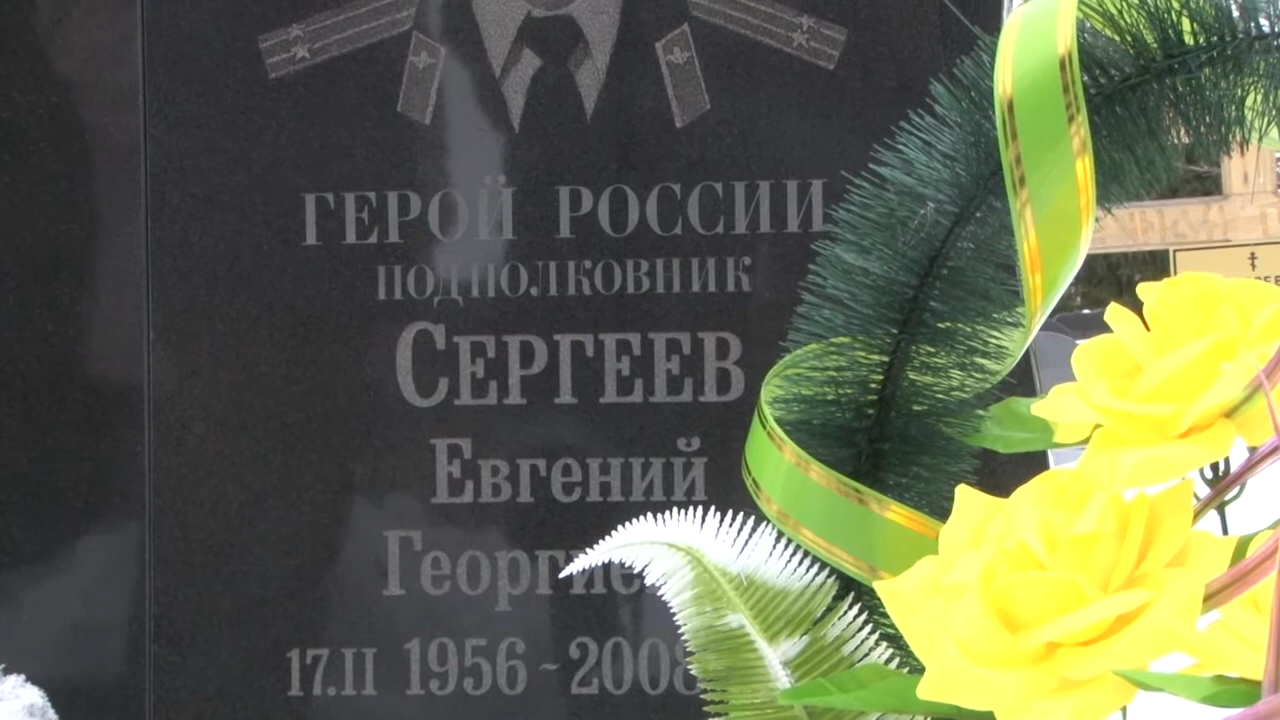 ГЕРОЙ РОССИИ
ПОДПОЛКОВНИК
СЕРГЕЕВ
Евгений
17.II 1956 ~ 2008